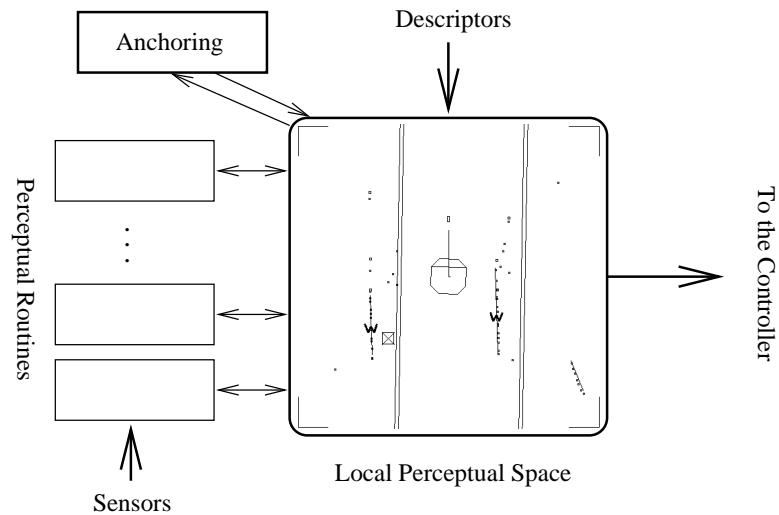 Descriptors
Anchoring
Perceptual Routines
To the Controller
W
W
Local Perceptual Space
Sensors